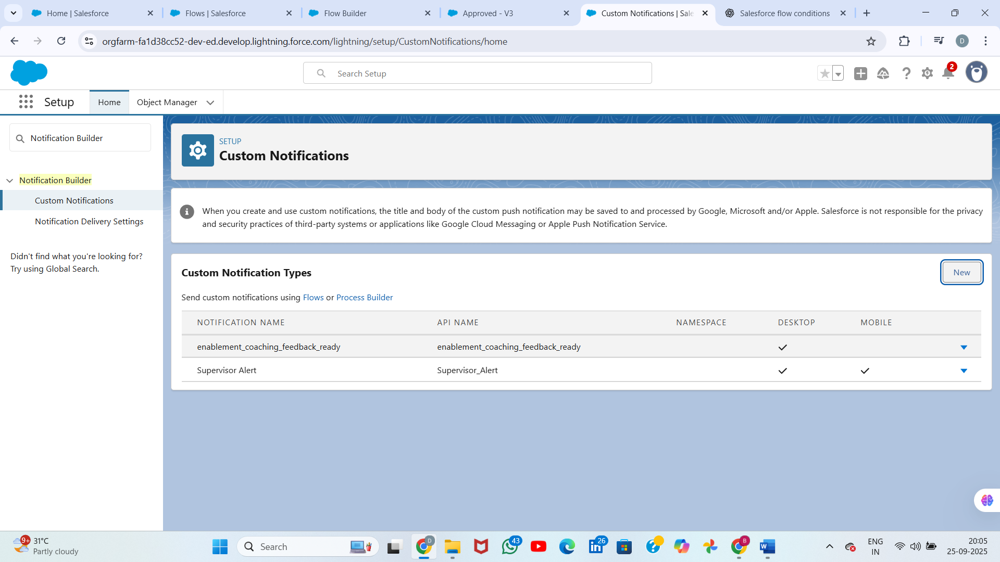 Home | Salesforce
Flows | Salesforce
Flow Builder
Approved - V3
Custom Notifications | Sale
Salesforce flow conditions
orgfarm-fa1d38cc52-dev-ed.develop.lightning.force.com/lightning/setup/CustomNotifications/home
D
Search Setup
2
Setup
Home
Object Manager
Notification Builder
Notification Builder
Custom Notifications
Notification Delivery Settings
Didn't find what you're looking for?
Try using Global Search.
SETUP
Custom Notifications
When you create and use custom notifications, the title and body of the custom push notification may be saved to and processed by Google, Microsoft and/or Apple. Salesforce is not responsible for the privacy
and security practices of third-party systems or applications like Google Cloud Messaging or Apple Push Notification Service.
Custom Notification Types
New
Send custom notifications using Flows or Process Builder
NOTIFICATION NAME API NAME NAMESPACE DESKTOP MOBILE
enablement_coaching_feedback_ready enablement_coaching_feedback_ready
Supervisor Alert Supervisor_Alert
9+
31°C
Partly cloudy
Search
D
43
26
B
ENG
IN
20:05
25-09-2025